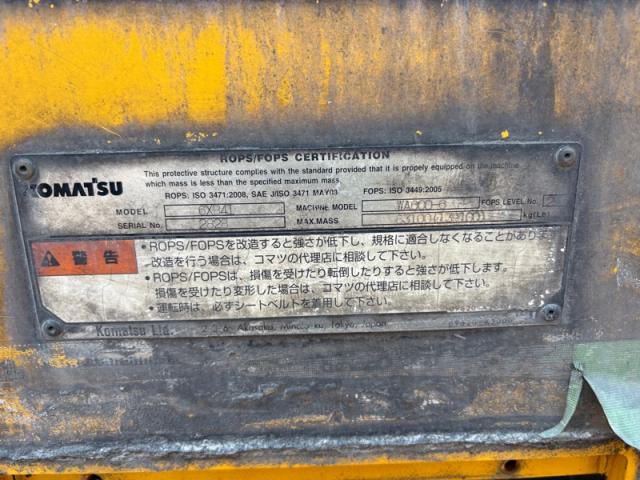 ROPS/FOPS CERTIFICATION
This protective structure complies with the standard provided that it is properly equipped on the machine
which mass is less than the specified maximum mass.
KOMATSU
ROPS: ISO 3471:2008, SAE J/ISO 3471 MAY03 FOPS: ISO 3449:2005
MODEL MACHINE MODEL WA600-6 FOPS LEVEL No. 2
SERIAL No. MAX.MASS kg(Lb)
警告
• ROPS/FOPSを改造すると強さが低下し、規格に適合しなくなることがあります
改造を行う場合は、コマツの代理店に相談して下さい。
• ROPS/FOPSは、損傷を受けたり転倒したりすると強さが低下します。
損傷を受けたり変形した場合は、コマツの代理店に相談して下さい。
• 運転時は、必ずシートベルトを着用して下さい。
Komatsu Ltd. Akasaka, Minato-ku, Tokyo, Japan